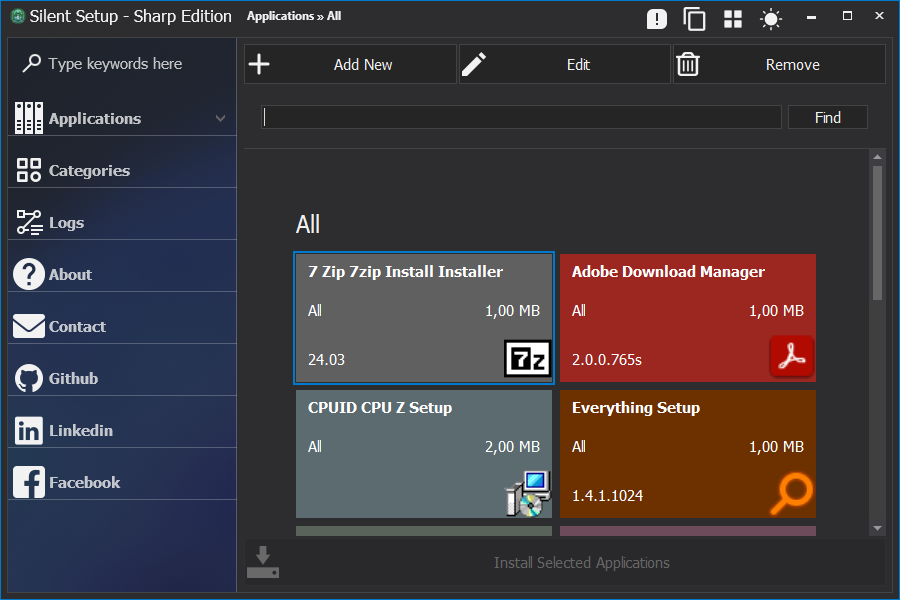 Silent Setup - Sharp Edition
Applications » All
Type keywords here
Add New
Edit
Remove
Applications
Find
Categories
Logs
All
About
7 Zip 7zip Install Installer
All 1,00 MB
24.03
7z
Adobe Download Manager
All 1,00 MB
2.0.0.765s
Contact
Github
CPUID CPU Z Setup
All 2,00 MB
Everything Setup
All 1,00 MB
1.4.1.1024
in Linkedin
Facebook
Install Selected Applications